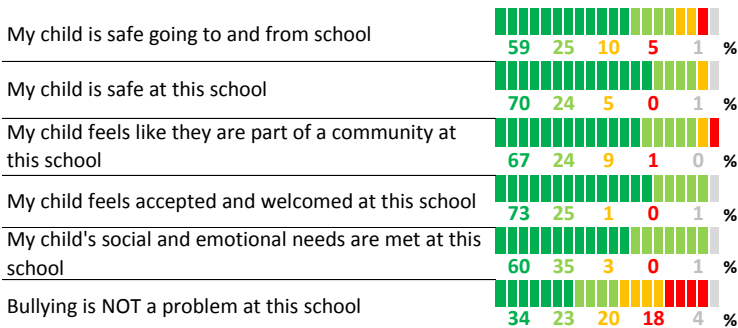 My child is safe going to and from school
59 25 10 5 1 %
My child is safe at this school
70 24 5 0 1 %
My child feels like they are part of a community at
this school
67 24 9 1 0 %
My child feels accepted and welcomed at this school
73 25 1 0 1 %
My child's social and emotional needs are met at this
school
60 35 3 0 1 %
Bullying is NOT a problem at this school
34 23 20 18 4 %